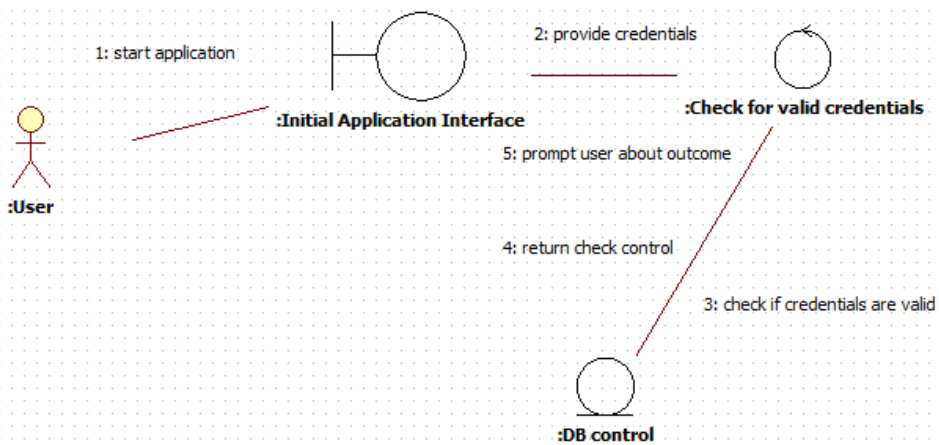 1: start application
2: provide credentials
:Initial Application Interface
:Check for valid credentials
5: prompt user about outcome
:User
4: return check control
3: check if credentials are valid
:DB control